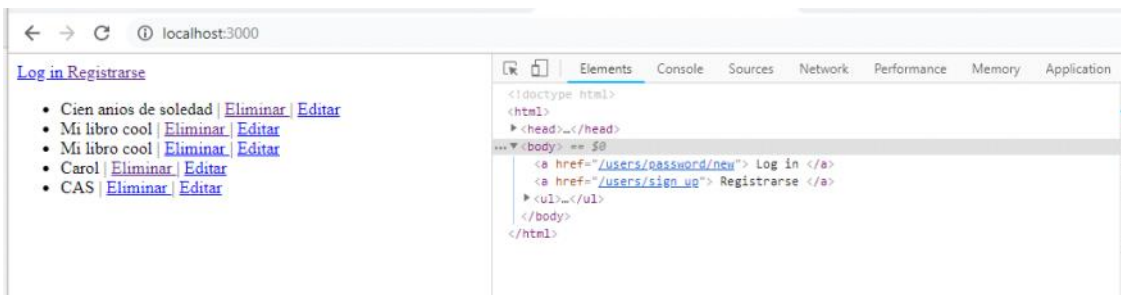 localhost:3000
Log in Registrarse
Cien anios de soledad | Eliminar | Editar
Mi libro cool | Eliminar | Editar
Mi libro cool | Eliminar | Editar
Carol | Eliminar | Editar
CAS | Eliminar | Editar
Elements Console Sources Network Performance Memory Application
<!doctype html>
<html>
<head>…</head>
<body> == $0
<a href="/users/password/new"> Log in </a>
<a href="/users/sign_up"> Registrarse </a>
<ul>…</ul>
</body>
</html>